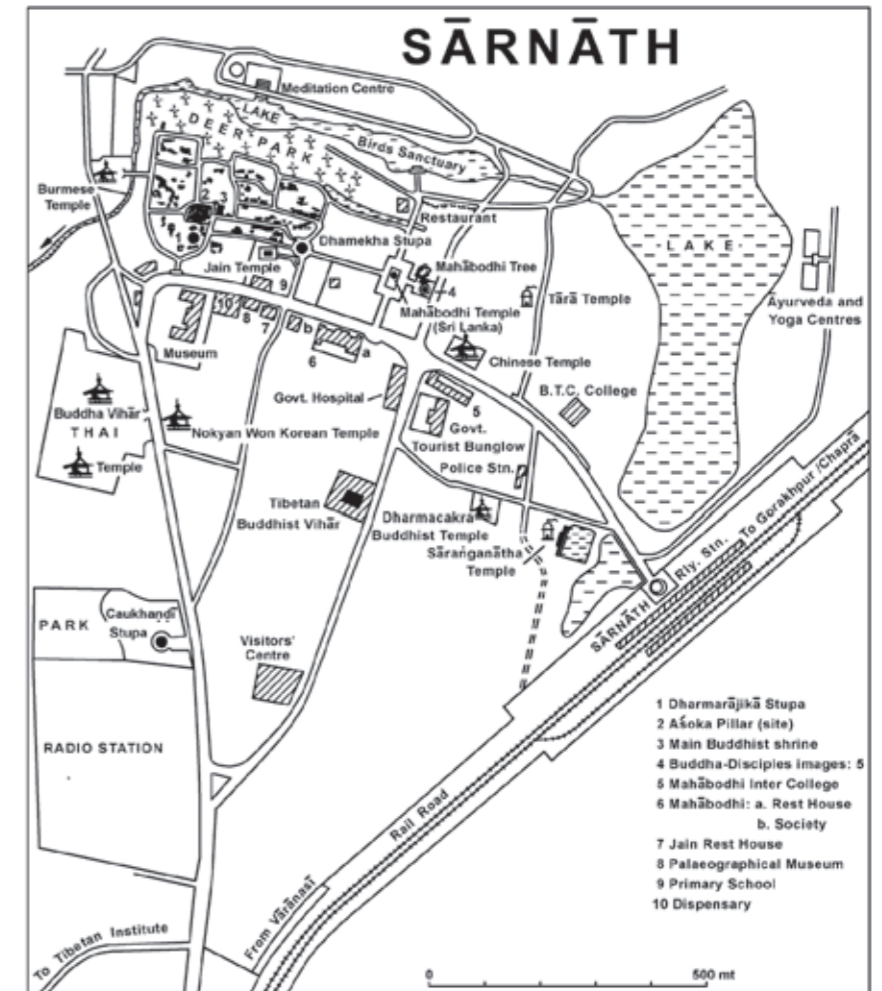 SĀRNĀTH
Meditation Centre
LAKE
DEER PARK
Birds Sanctuary
Burmese
Temple
2
3
1
Restaurant
Dhamekha Stupa
Jain Temple
9
Mahābodhi Tree
4
Mahābodhi Temple
(Sri Lanka)
Tārā Temple
LAKE
Āyurveda and
Yoga Centres
10
8
7
b
6
a
Museum
Chinese Temple
Govt. Hospital
B.T.C. College
5
Govt.
Tourist Bunglow
Police Stn.
Buddha Vihār
THAI
Temple
Nokyan Won Korean Temple
Tibetan
Buddhist Vihār
Dharmacakra
Buddhist Temple
Sāranganātha
Temple
SĀRNĀTH Rly. Stn. To Gorakhpur/Chaprā
PARK
Caukhandi
Stupa
Visitors'
Centre
RADIO STATION
Rail Road
From Vārānasī
To Tibetan Institute
1 Dharmarājikā Stupa
2 Aśoka Pillar (site)
3 Main Buddhist shrine
4 Buddha-Disciples images: 5
5 Mahābodhi Inter College
6 Mahābodhi: a. Rest House
b. Society
7 Jain Rest House
8 Palaeographical Museum
9 Primary School
10 Dispensary
0
500 mt